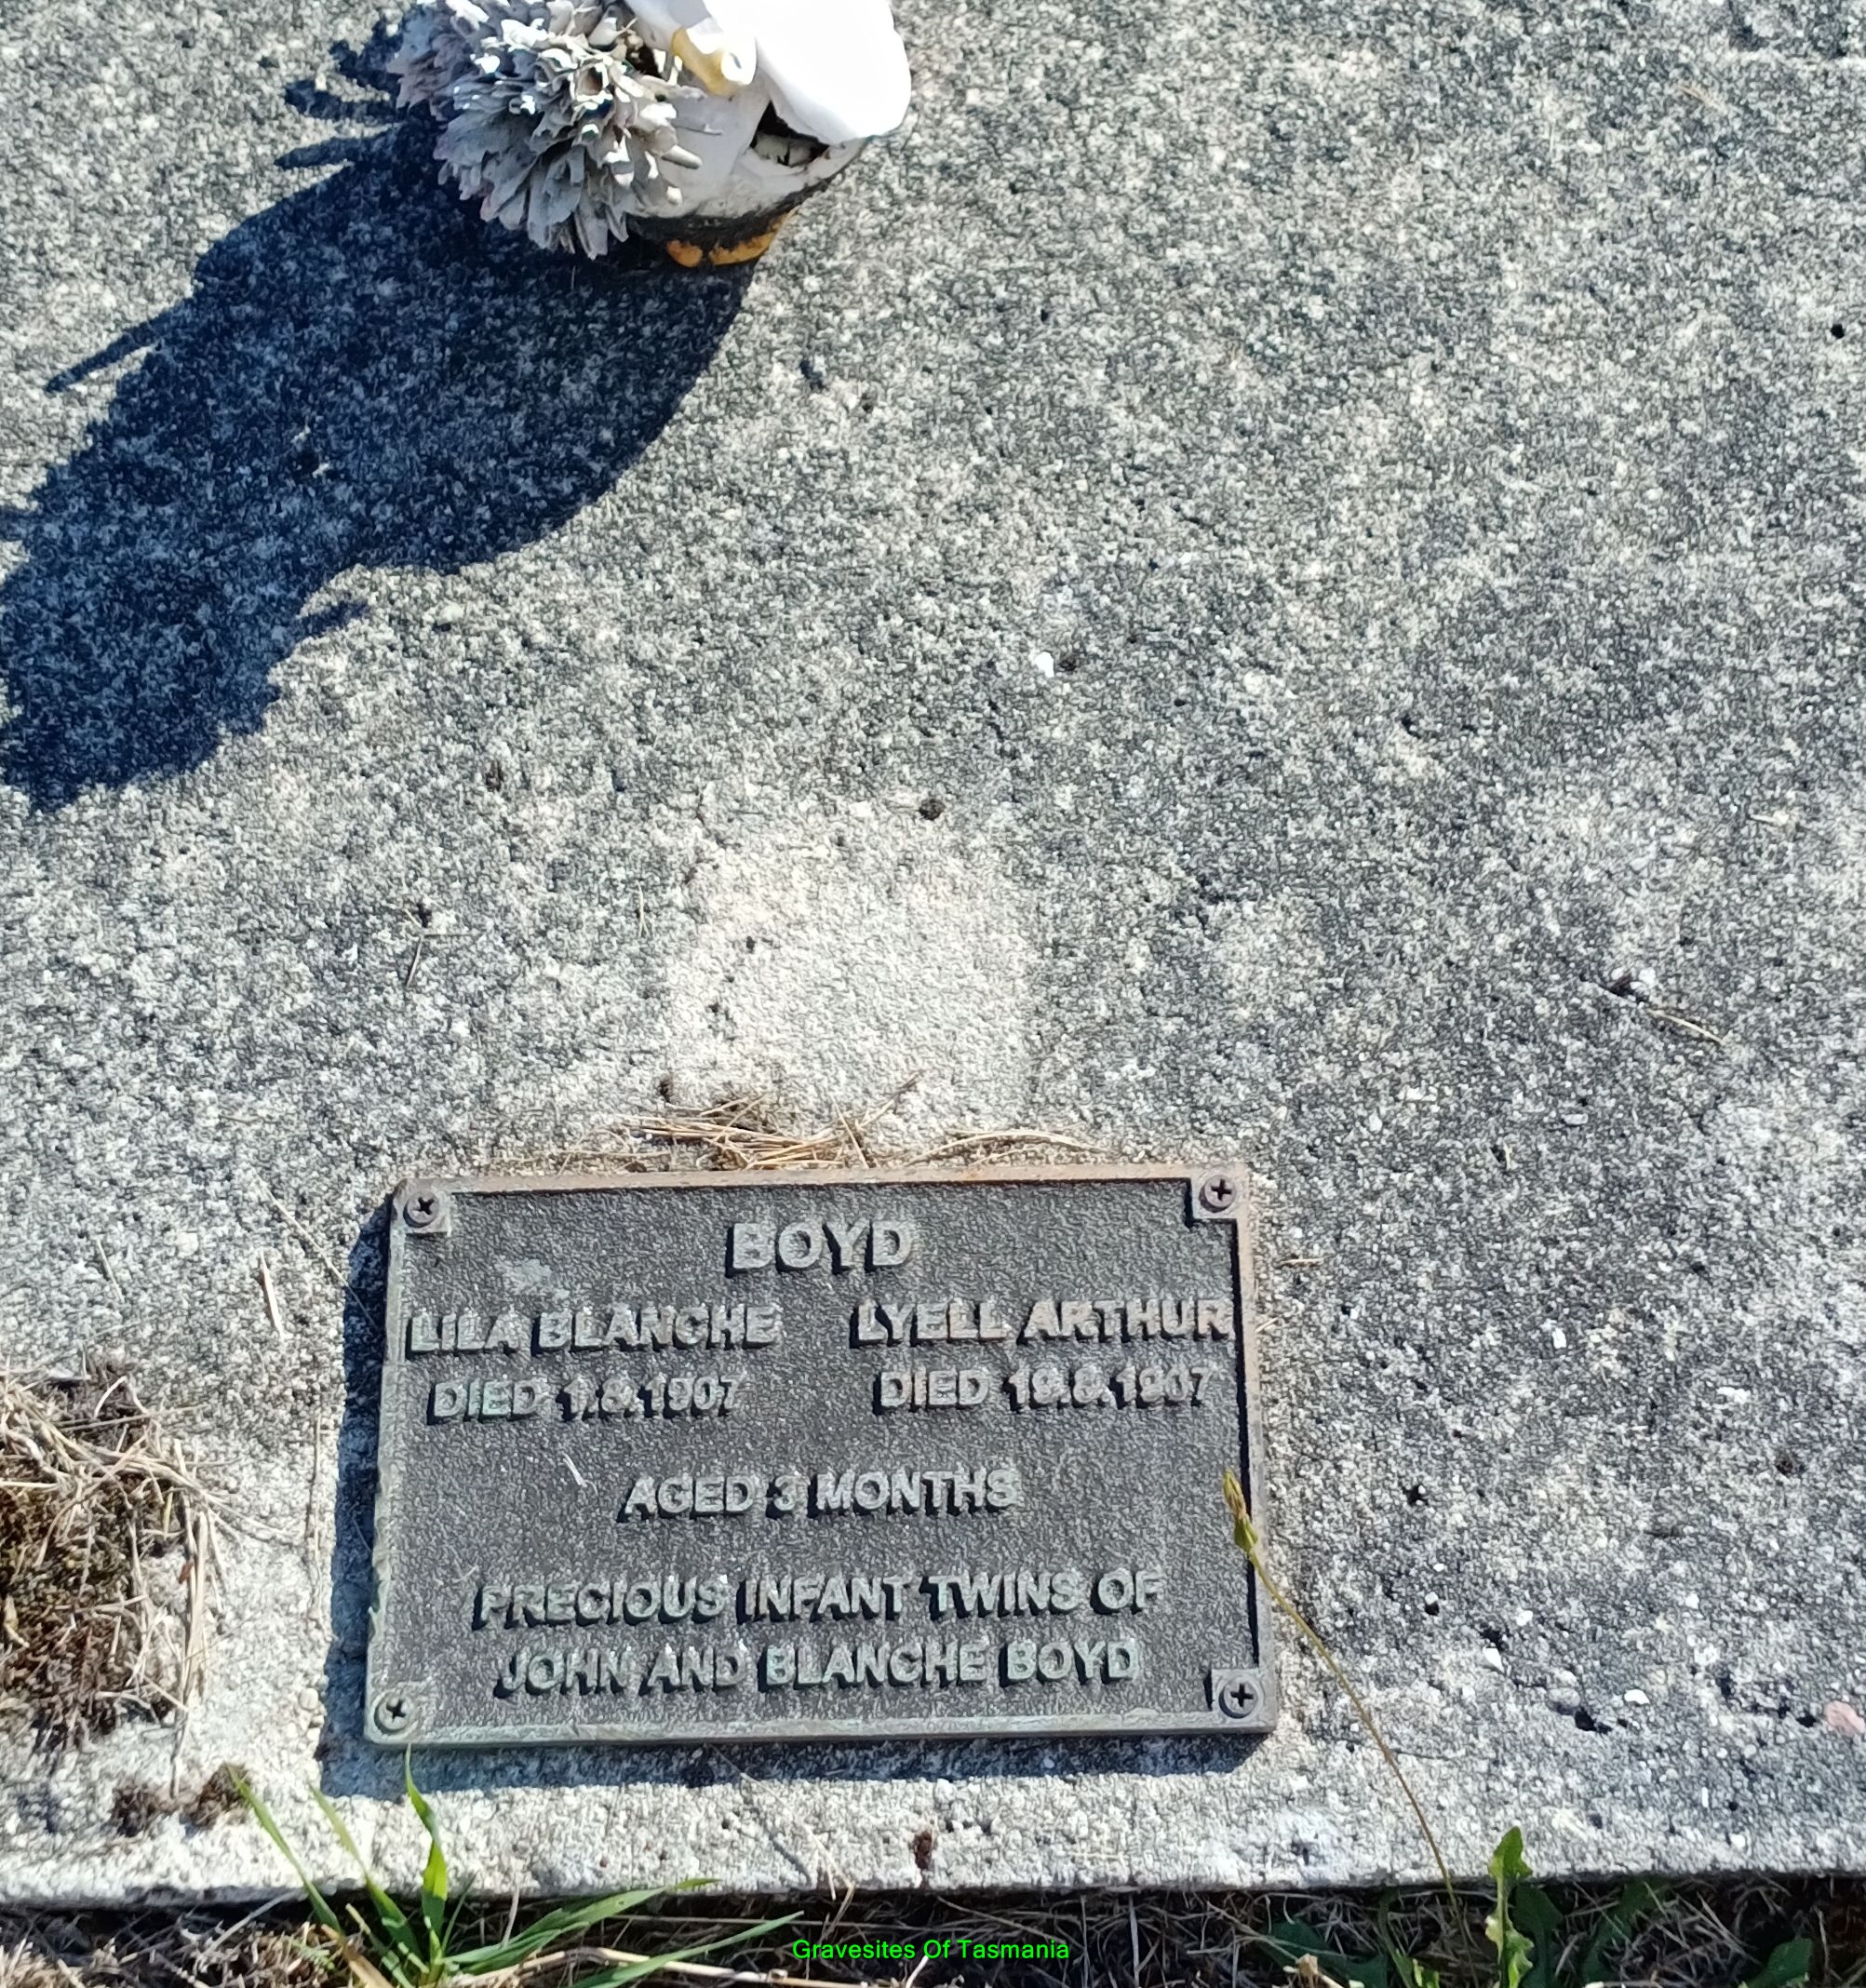 BOYD
LILA BLANCHE LYELL ARTHUR
DIED 1.8.1907 DIED 19.8.1907
AGED 3 MONTHS
PRECIOUS INFANT TWINS OF
JOHN AND BLANCHE BOYD
Gravesites Of Tasmania